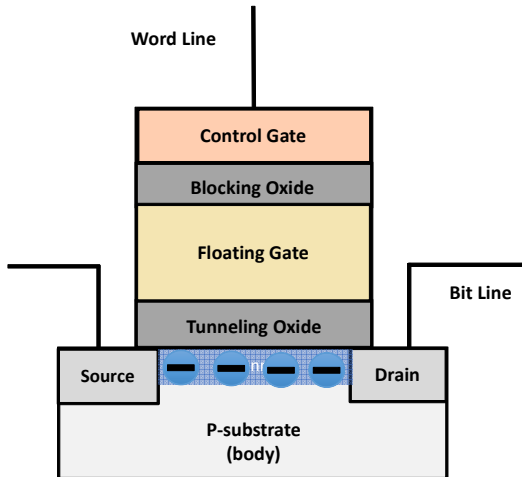 Word Line
Control Gate
Blocking Oxide
Floating Gate
Bit Line
Tunneling Oxide
Source
Drain
P-substrate
(body)